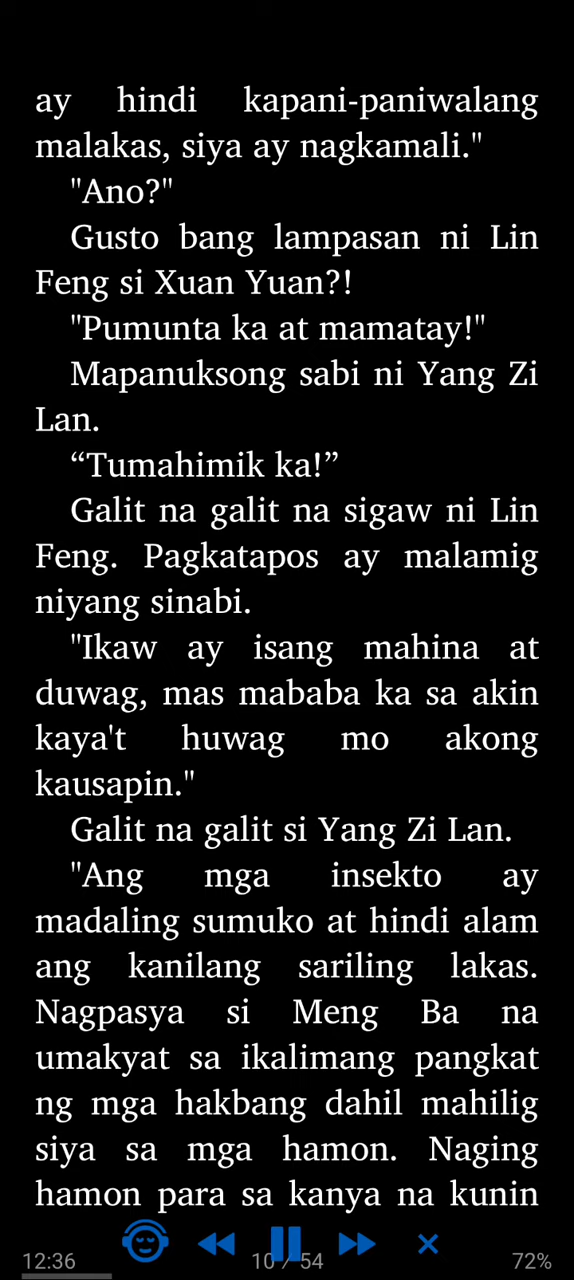 ay hindi kapani-paniwalang
malakas, siya ay nagkamali."
"Ano?"
Gusto bang lampasan ni Lin
Feng si Xuan Yuan?!
"Pumunta ka at mamatay!"
Mapanuksong sabi ni Yang Zi
Lan.
“Tumahimik ka!”
Galit na galit na sigaw ni Lin
Feng. Pagkatapos ay malamig
niyang sinabi.
"Ikaw ay isang mahina at
duwag, mas mababa ka sa akin
kaya't huwag mo akong
kausapin."
Galit na galit si Yang Zi Lan.
"Ang mga insekto ay
madaling sumuko at hindi alam
ang kanilang sariling lakas.
Nagpasya si Meng Ba na
umakyat sa ikalimang pangkat
ng mga hakbang dahil mahilig
siya sa mga hamon. Naging
hamon para sa kanya na kunin
12:36 10 / 54 72%